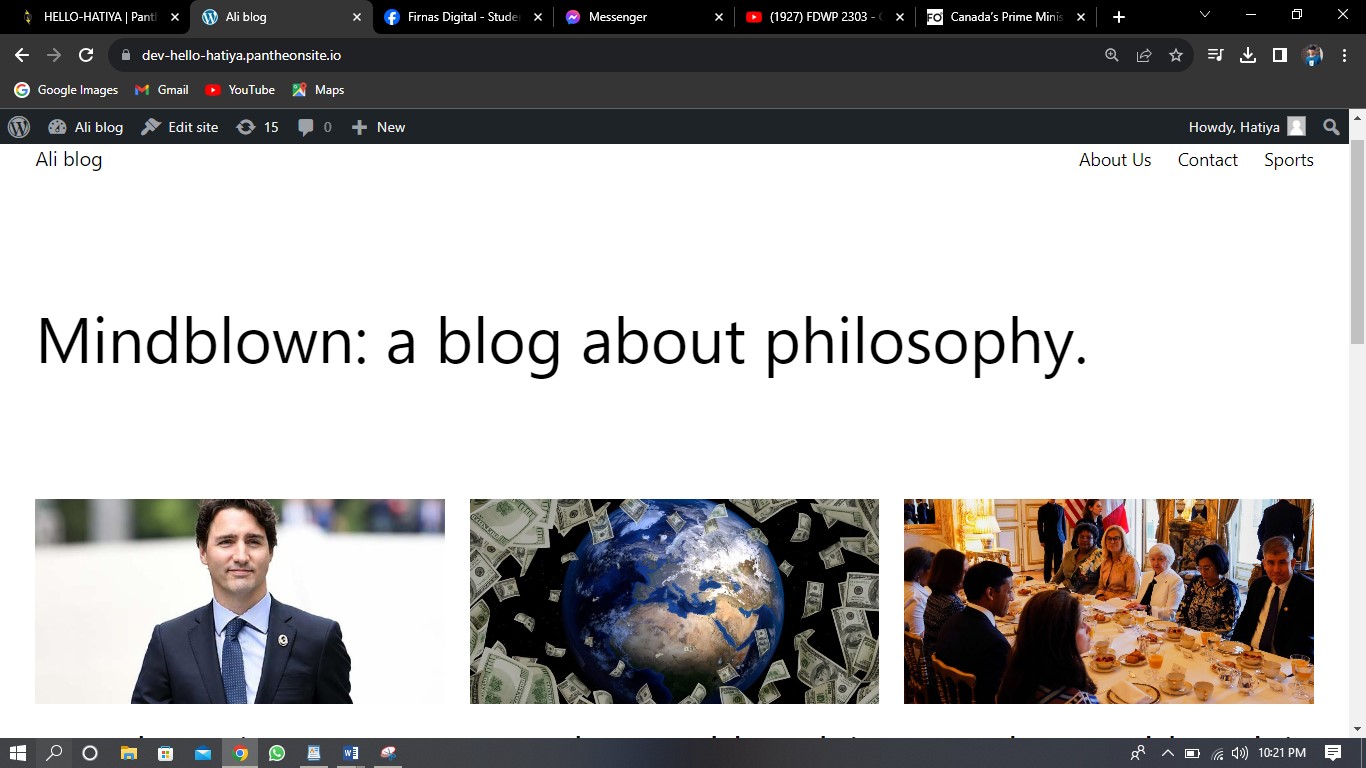 HELLO-HATIYA | Panth
Ali blog
Firnas Digital - Stude
Messenger
(1927) FDWP 2303 -
Canada's Prime Minis
dev-hello-hatiya.pantheonsite.io
Google Images
Gmail
YouTube
Maps
Ali blog
Edit site
15
0
New
Howdy, Hatiya
Ali blog
About Us
Contact
Sports
Mindblown: a blog about philosophy.
10:21 PM